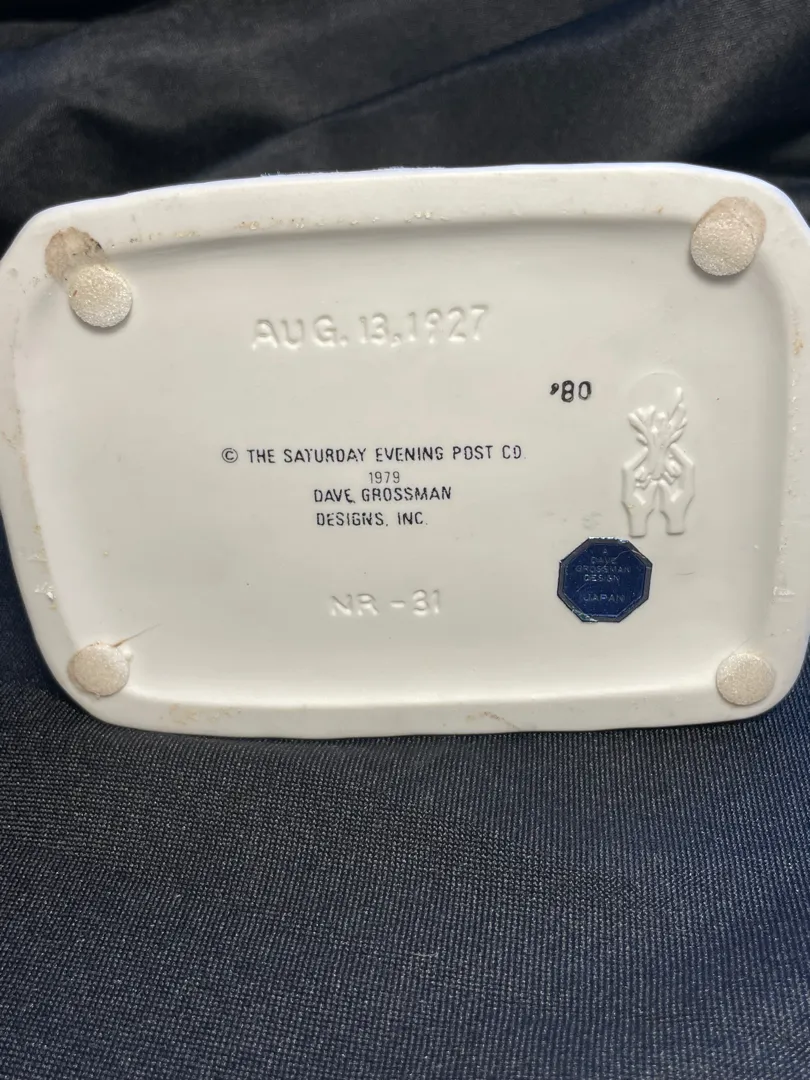 AUG. 13, 1927
'80
© THE SATURDAY EVENING POST CO.
1979
DAVE GROSSMAN
DESIGNS, INC.
A
DAVE
GROSSMAN
DESIGN
JAPAN
NR - 31